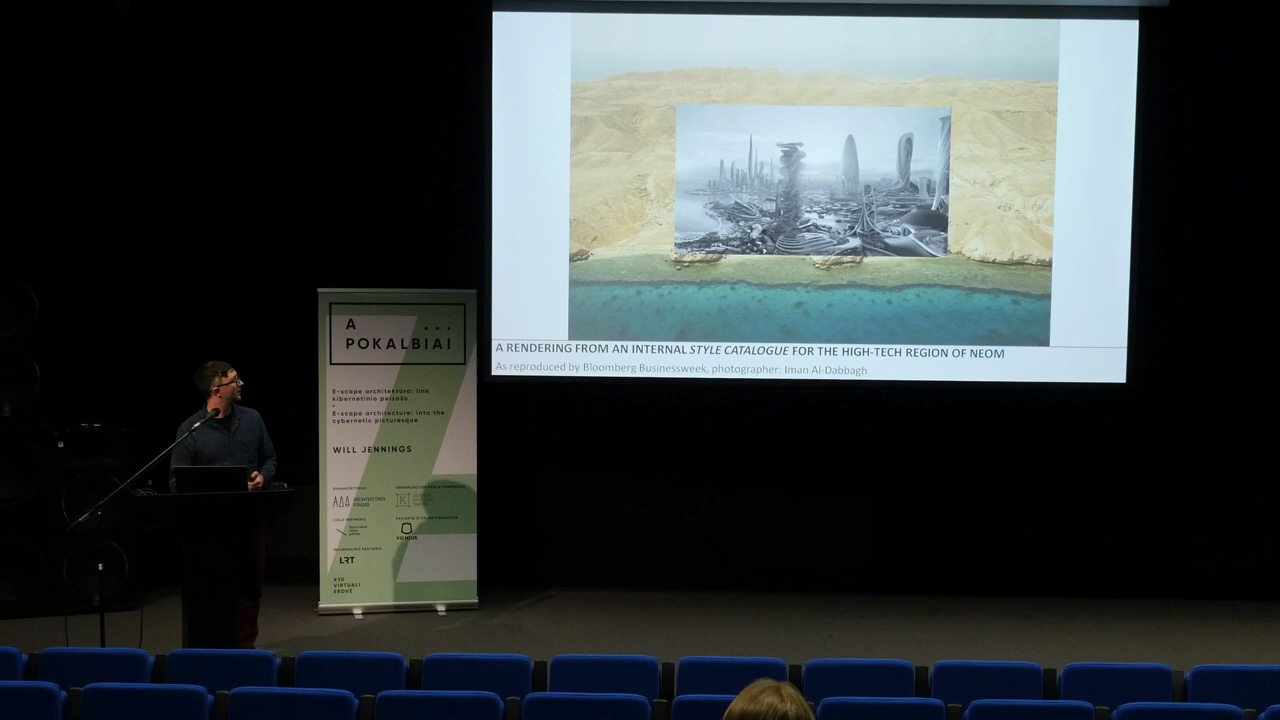 A RENDERING FROM AN INTERNAL STYLE CATALOGUE FOR THE HIGH-TECH REGION OF NEOM
As reproduced by Bloomberg Businessweek, photographer: Iman Al-Dabbagh
A ...
POKALBIAI
E-scape architektūra: link
kibernetinio peizažo
E-scape architecture: into the
cybernetic picturesque
WILL JENNINGS
ARCHITEKTŪROS
FONDAS
VILNIUS
LRT
#30
VIRTUALI
ERDVĖ